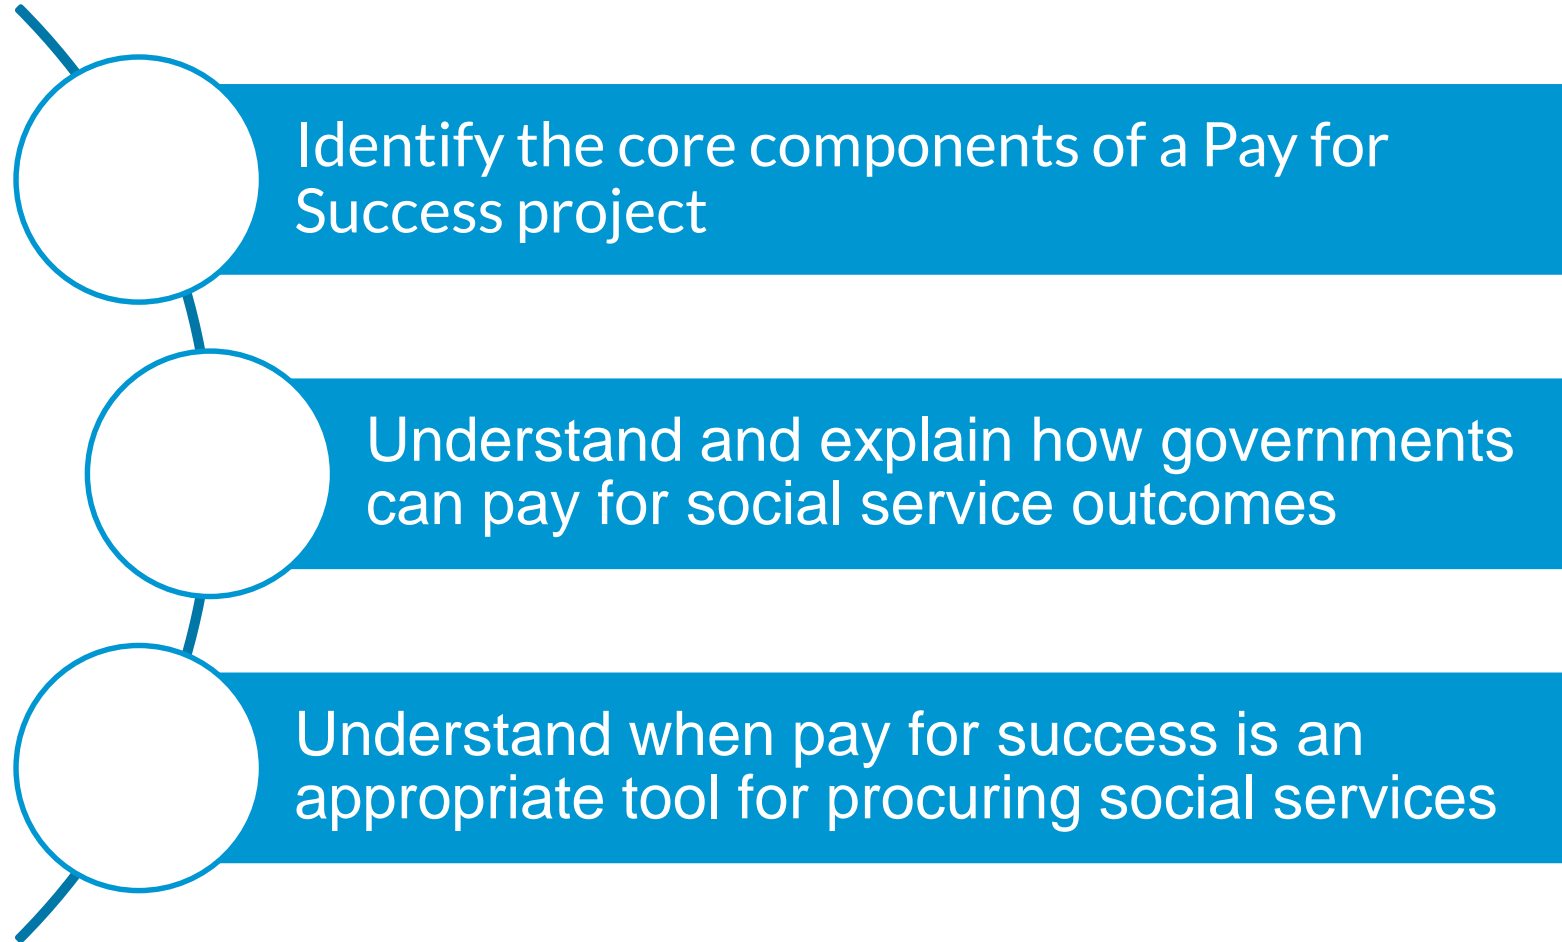 Identify the core components of a Pay for
Success project
Understand and explain how governments
can pay for social service outcomes
Understand when pay for success is an
appropriate tool for procuring social services